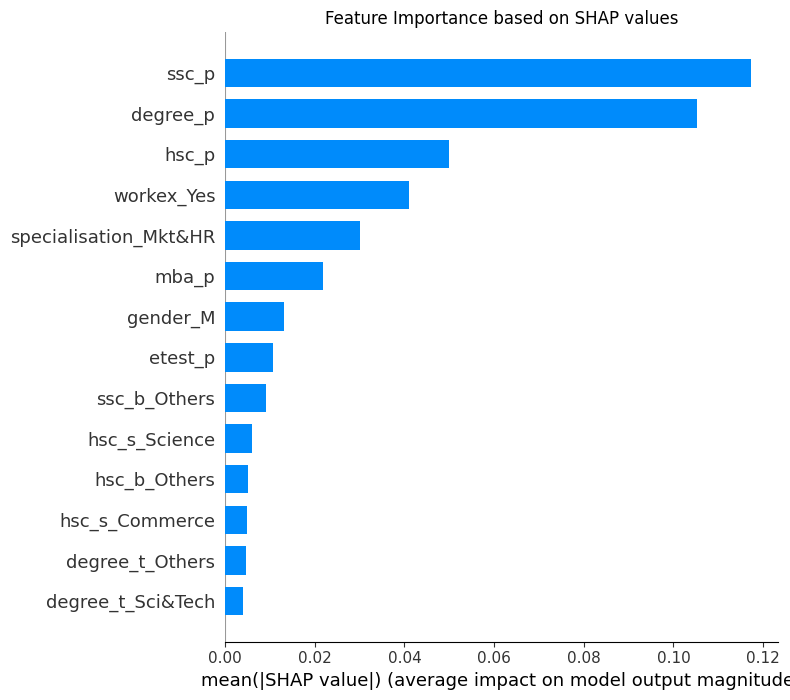 Feature Importance based on SHAP values
ssc_p
degree_p
hsc_p
workex_Yes
specialisation_Mkt&HR
mba_p
gender_M
etest_p
ssc_b_Others
hsc_s_Science
hsc_b_Others
hsc_s_Commerce
degree_t_Others
degree_t_Sci&Tech
0.00 0.02 0.04 0.06 0.08 0.10 0.12
mean(|SHAP value|) (average impact on model output magnitude